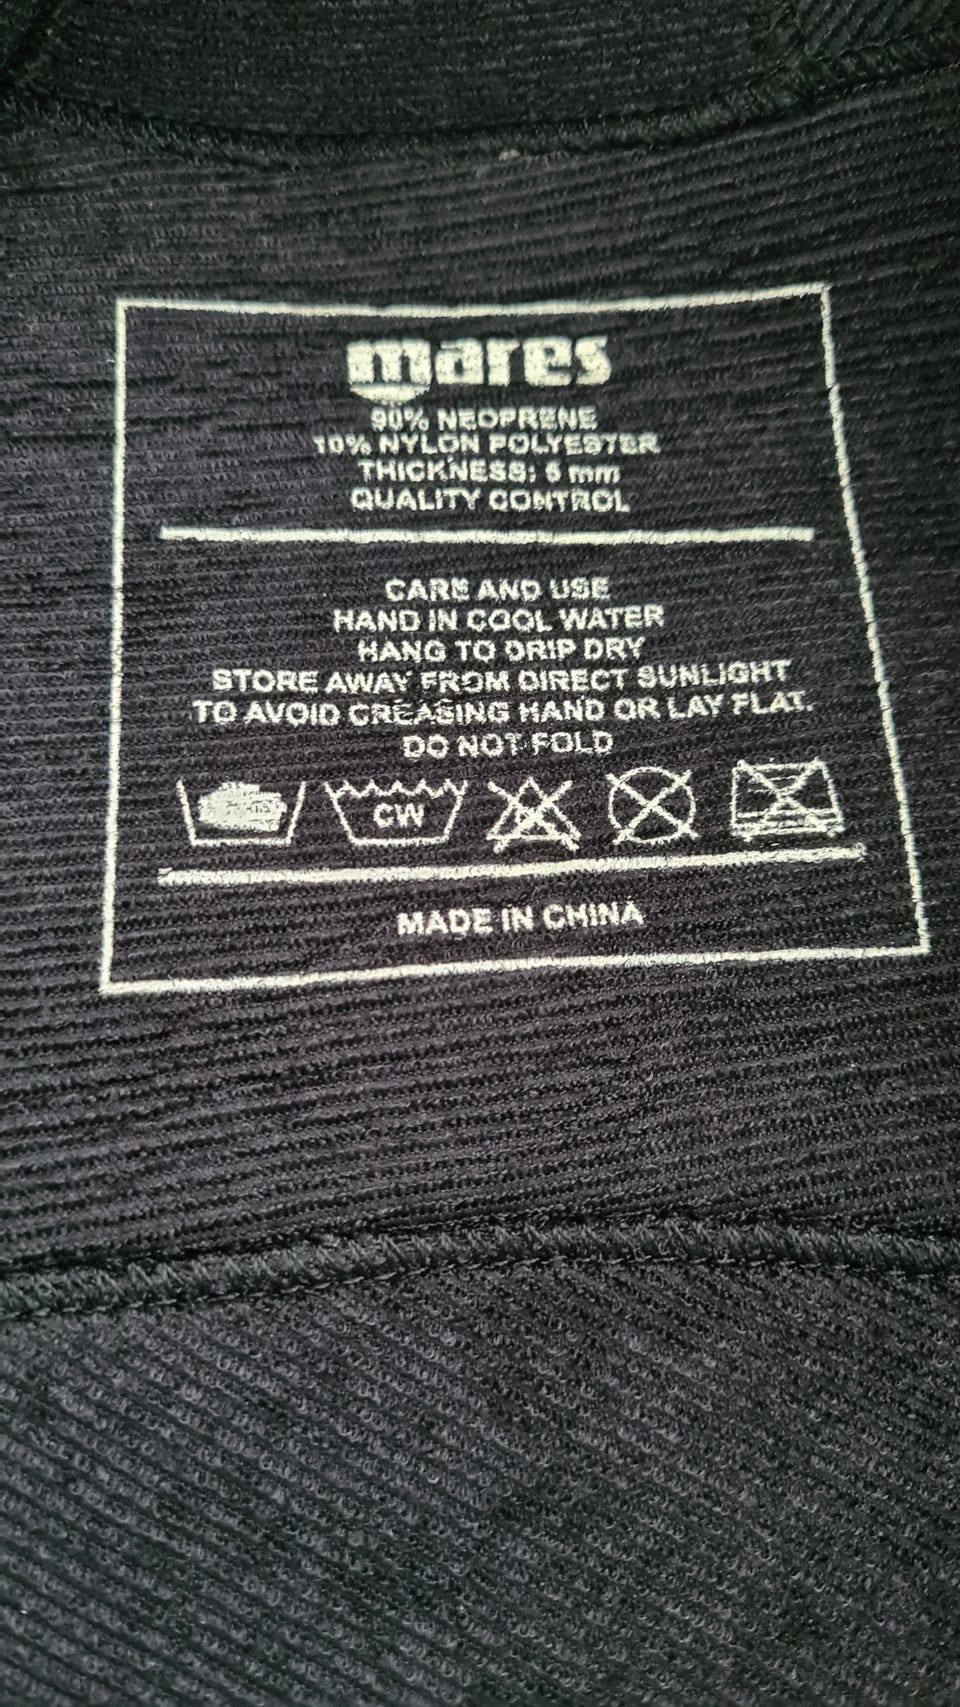 mares
90% NEOPRENE
10% NYLON POLYESTER
THICKNESS: 5 mm
QUALITY CONTROL
CARE AND USE
HAND IN COOL WATER
HANG TO DRIP DRY
STORE AWAY FROM DIRECT SUNLIGHT
TO AVOID CREASING HAND OR LAY FLAT.
DO NOT FOLD
CW
MADE IN CHINA